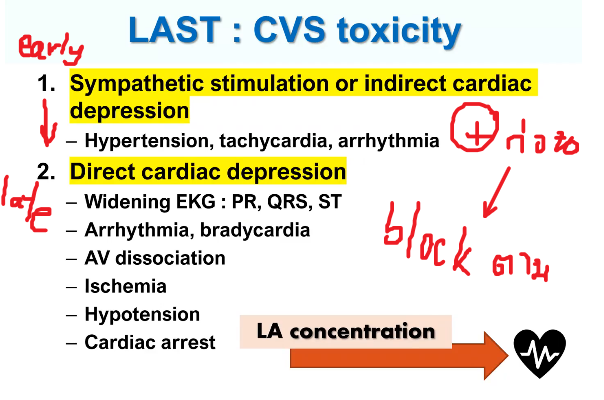 LAST : CVS toxicity
early
1. Sympathetic stimulation or indirect cardiac
depression
– Hypertension, tachycardia, arrhythmia
+ ก่อน
2. Direct cardiac depression
late
– Widening EKG : PR, QRS, ST
– Arrhythmia, bradycardia
block ตาม
– AV dissociation
– Ischemia
– Hypotension
– Cardiac arrest
LA concentration